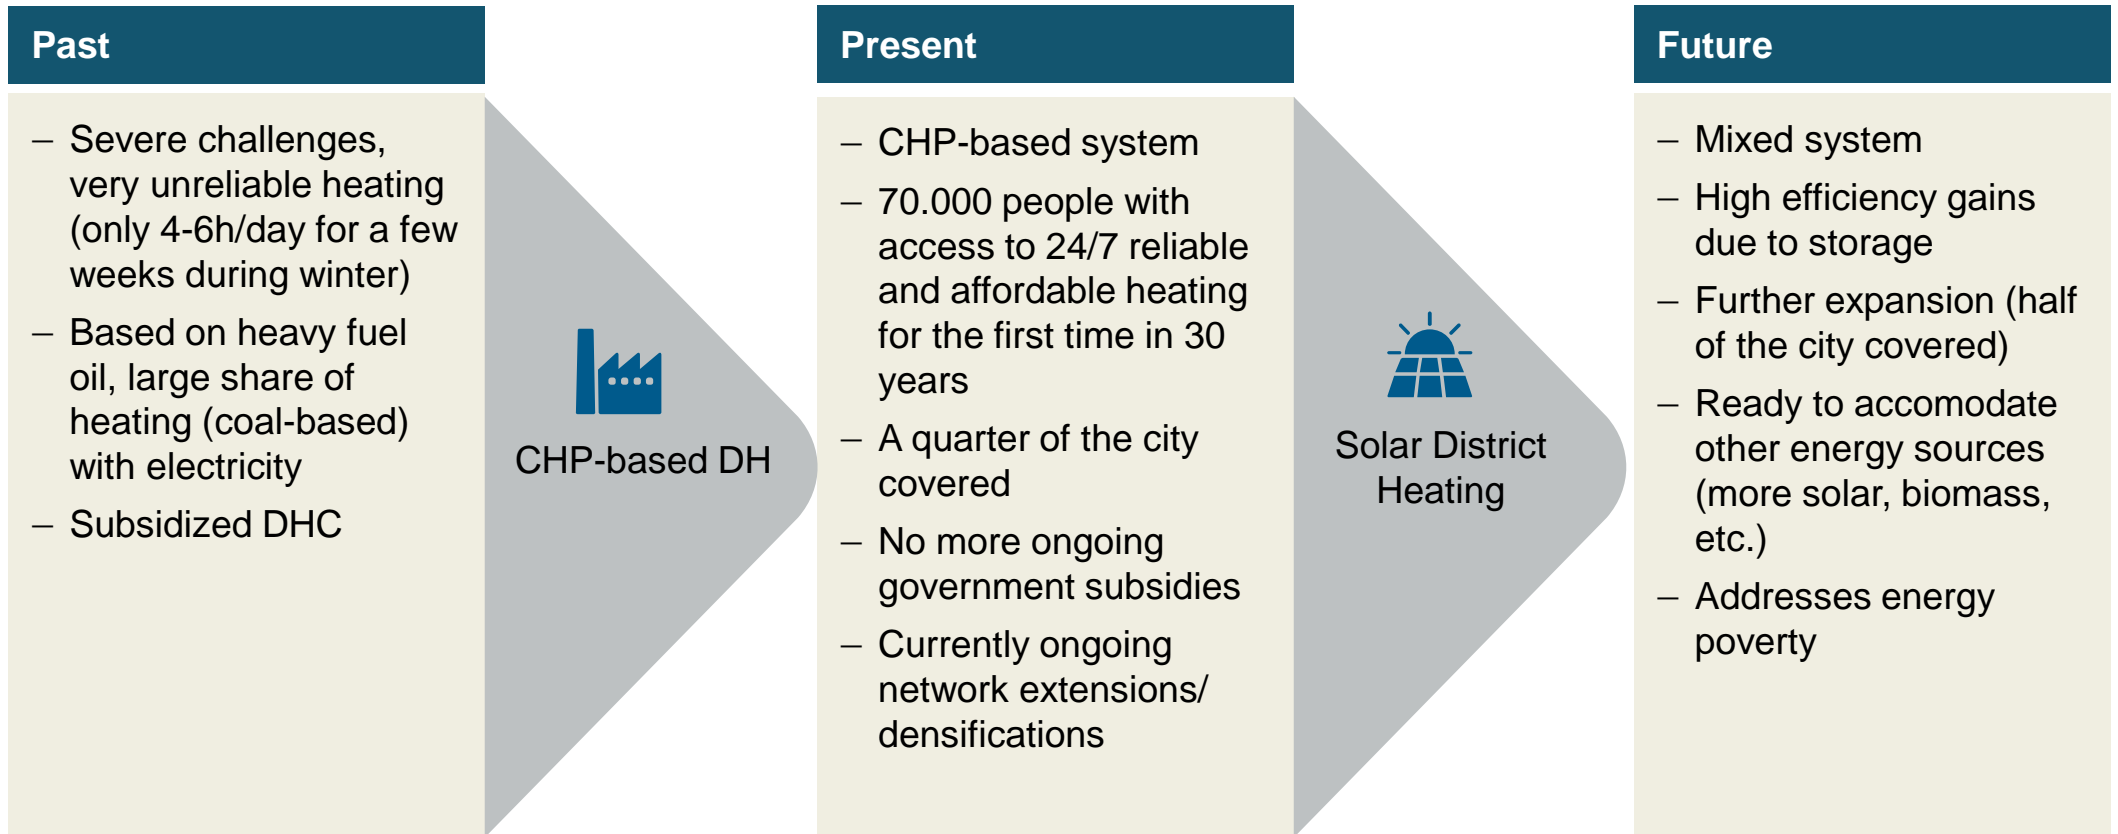 Past
– Severe challenges,
very unreliable heating
(only 4-6h/day for a few
weeks during winter)
– Based on heavy fuel
oil, large share of
heating (coal-based)
with electricity
– Subsidized DHC
CHP-based DH
Present
– CHP-based system
– 70.000 people with
access to 24/7 reliable
and affordable heating
for the first time in 30
years
– A quarter of the city
covered
– No more ongoing
government subsidies
– Currently ongoing
network extensions/
densifications
Solar District
Heating
Future
– Mixed system
– High efficiency gains
due to storage
– Further expansion (half
of the city covered)
– Ready to accomodate
other energy sources
(more solar, biomass,
etc.)
– Addresses energy
poverty